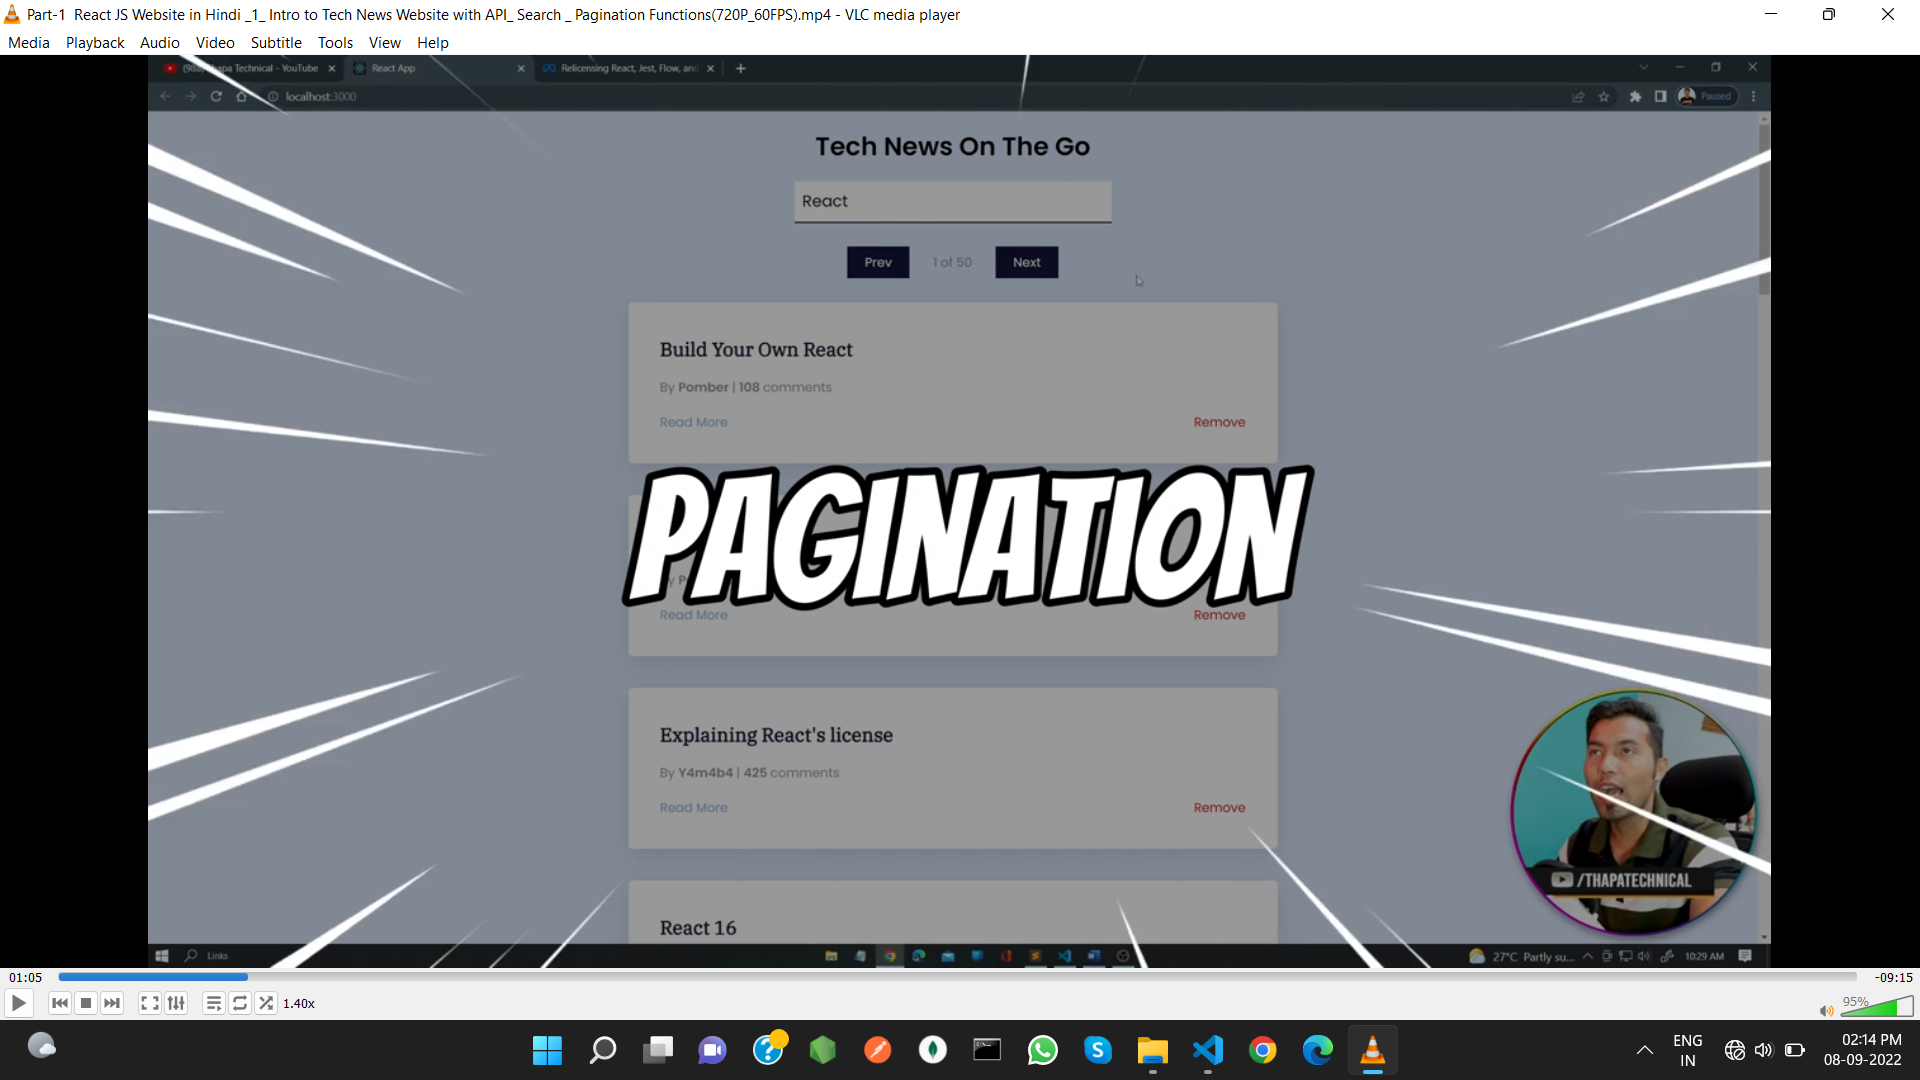 Part-1 React JS Website in Hindi _1_ Intro to Tech News Website with API_ Search _ Pagination Functions(720P_60FPS).mp4 - VLC media player
Media Playback Audio Video Subtitle Tools View Help
Technical - YouTube React App Relicensing React, Jest, Flow, and
localhost:3000 Paused
Tech News On The Go
React
Prev 1 of 50 Next
Build Your Own React
By Pomber | 108 comments
Read More Remove
PAGINATION
Read More Remove
Explaining React's license
By Y4m4b4 | 425 comments
Read More Remove
/THAPATECHNICAL
React 16
Links 27°C Partly su... 10:29 AM
01:05 -09:15
1.40x 95%
ENG
IN
02:14 PM
08-09-2022